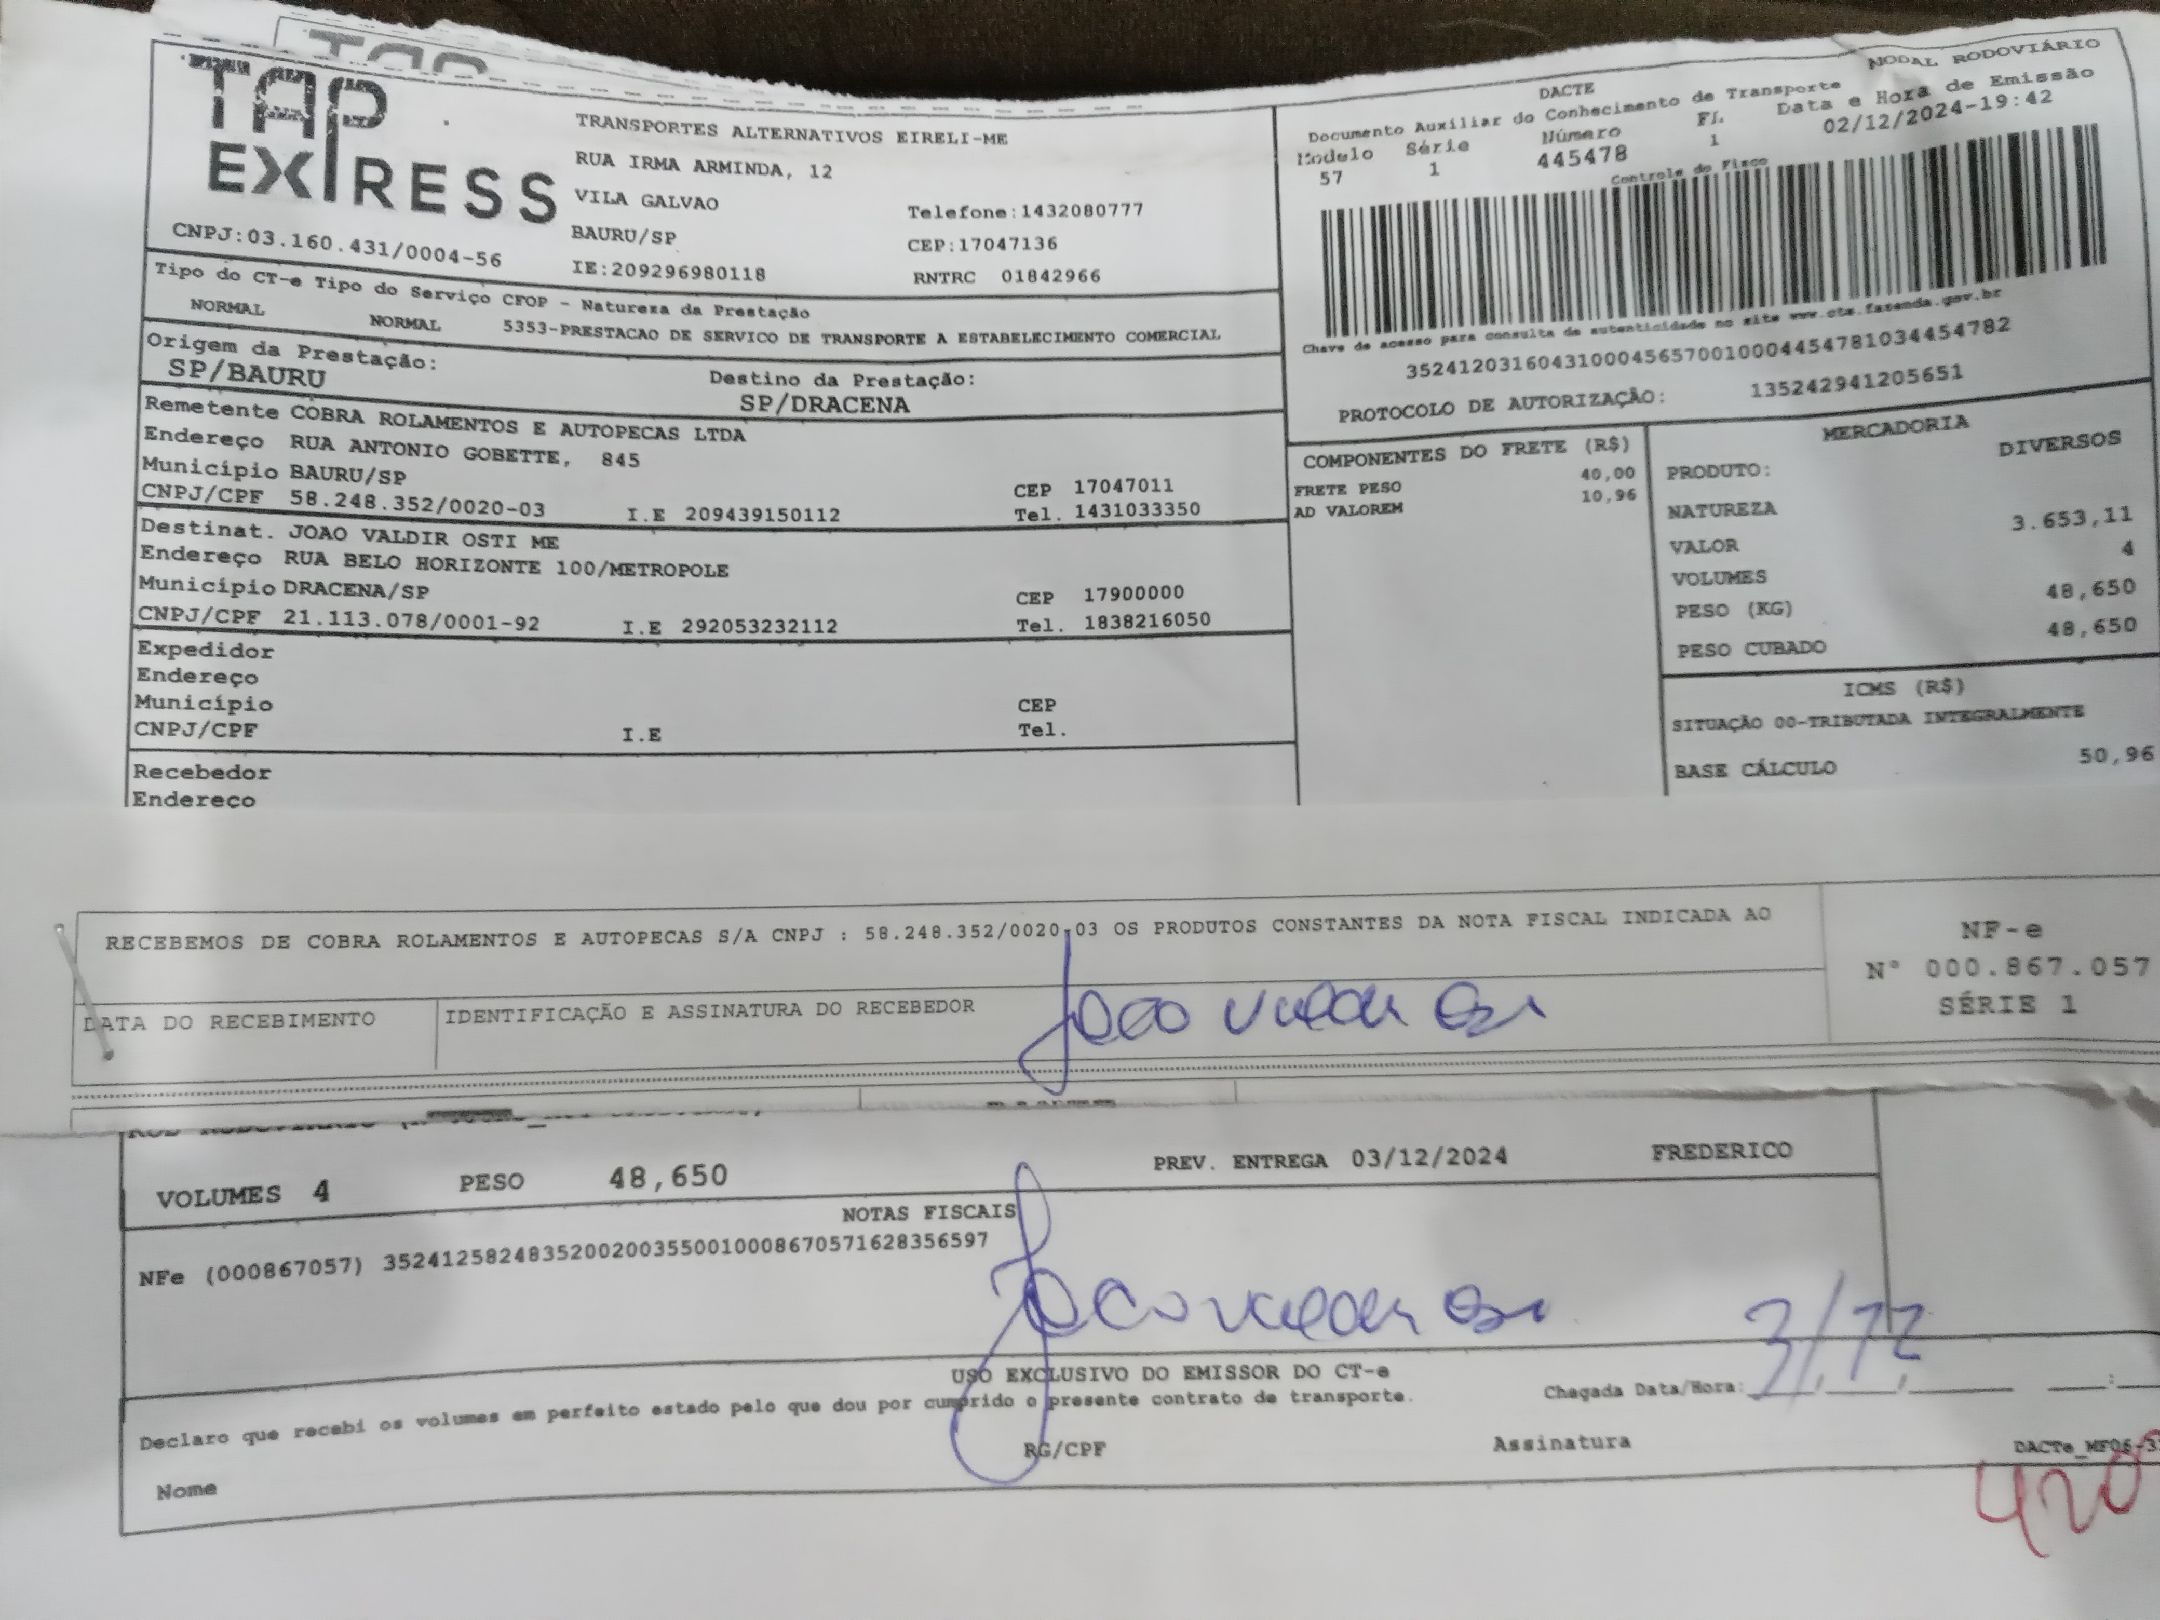 TAP
EXPRESS
CNPJ:03.160.431/0004-56
TRANSPORTES ALTERNATIVOS EIRELI-ME
RUA IRMA ARMINDA, 12
VILA GALVAO
BAURU/SP
IE:209296980118
Telefone:1432080777
CEP:17047136
RNTRC 01842966
DACTE
MODAL RODOVIÁRIO
Documento Auxiliar do Conhecimento de Transporte
Modelo Série Número FL Data e Hora de Emissão
57 1 445478 1 02/12/2024-19:42
Controle do Fisco
Chave de acesso para consulta de autenticidade no site www.cte.fazenda.gov.br
35241203160431000456570010004454781034454782
PROTOCOLO DE AUTORIZAÇÃO: 135242941205651
Tipo do CT-e Tipo do Serviço CFOP - Natureza da Prestação
NORMAL NORMAL 5353-PRESTACAO DE SERVICO DE TRANSPORTE A ESTABELECIMENTO COMERCIAL
Origem da Prestação: Destino da Prestação:
SP/BAURU SP/DRACENA
Remetente COBRA ROLAMENTOS E AUTOPECAS LTDA
Endereço RUA ANTONIO GOBETTE, 845
Município BAURU/SP CEP 17047011
CNPJ/CPF 58.248.352/0020-03 I.E 209439150112 Tel. 1431033350
Destinat. JOAO VALDIR OSTI ME
Endereço RUA BELO HORIZONTE 100/METROPOLE
Município DRACENA/SP CEP 17900000
CNPJ/CPF 21.113.078/0001-92 I.E 292053232112 Tel. 1838216050
Expedidor
Endereço
Município CEP
CNPJ/CPF I.E Tel.
Recebedor
Endereço
COMPONENTES DO FRETE (R$)
FRETE PESO 40,00
AD VALOREM 10,96
MERCADORIA
PRODUTO: DIVERSOS
NATUREZA
VALOR 3.653,11
VOLUMES 4
PESO (KG) 48,650
PESO CUBADO 48,650
ICMS (R$)
SITUAÇÃO 00-TRIBUTADA INTEGRALMENTE
BASE CÁLCULO 50,96
RECEBEMOS DE COBRA ROLAMENTOS E AUTOPECAS S/A CNPJ : 58.248.352/0020-03 OS PRODUTOS CONSTANTES DA NOTA FISCAL INDICADA AO
NF-e
N° 000.867.057
SÉRIE 1
DATA DO RECEBIMENTO IDENTIFICAÇÃO E ASSINATURA DO RECEBEDOR
VOLUMES 4 PESO 48,650 PREV. ENTREGA 03/12/2024 FREDERICO
NOTAS FISCAIS
NFe (000867057) 35241258248352002003550010008670571628356597
3/12
USO EXCLUSIVO DO EMISSOR DO CT-e
Declaro que recebi os volumes em perfeito estado pelo que dou por cumprido o presente contrato de transporte. Chegada Data/Hora:
Nome RG/CPF Assinatura
420